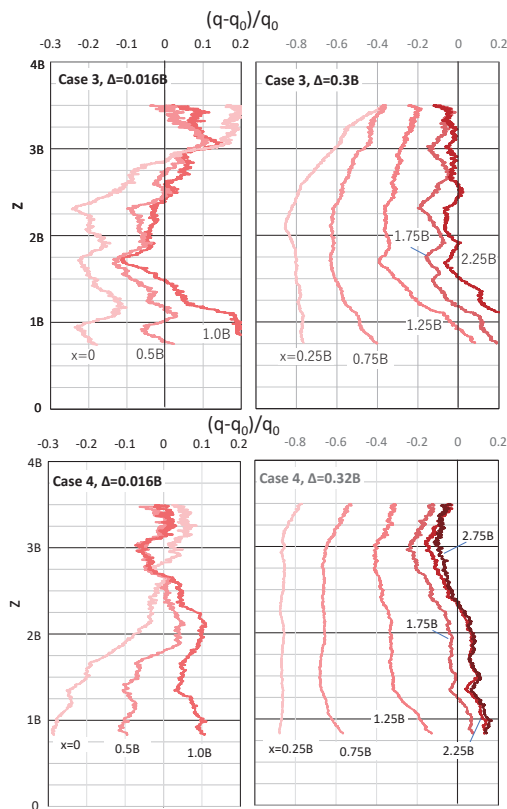 (q-q0)/q0
-0.3 -0.2 -0.1 0 0.1 0.2 -0.8 -0.6 -0.4 -0.2 0 0.2
4B
Case 3, Δ=0.016B Case 3, Δ=0.3B
3B
Z
2B
1.75B 2.25B
1B
1.0B 1.25B
x=0 0.5B x=0.25B 0.75B
0
(q-q0)/q0
-0.3 -0.2 -0.1 0 0.1 0.2 -0.8 -0.6 -0.4 -0.2 0 0.2
4B
Case 4, Δ=0.016B Case 4, Δ=0.32B
3B
2.75B
Z
2B
1.75B
1B
1.25B
x=0 0.5B 1.0B x=0.25B 0.75B 2.25B
0